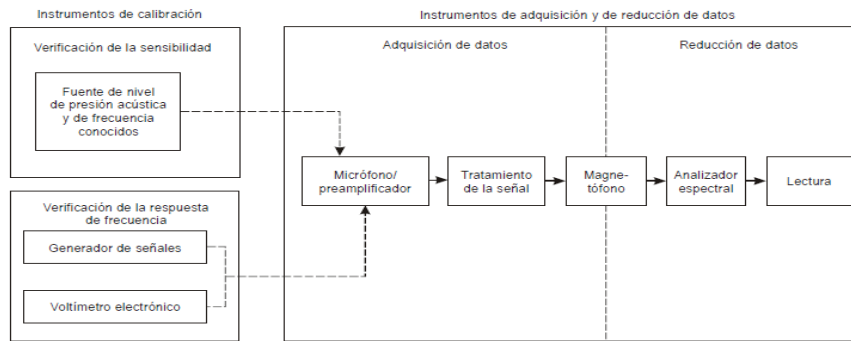 Instrumentos de calibración
Instrumentos de adquisición y de reducción de datos
Verificación de la sensibilidad
Fuente de nivel
de presión acústica
y de frecuencia
conocidos
Adquisición de datos
Reducción de datos
Micrófono/
preamplificador
Tratamiento
de la señal
Magne-
tófono
Analizador
espectral
Lectura
Verificación de la respuesta
de frecuencia
Generador de señales
Voltímetro electrónico